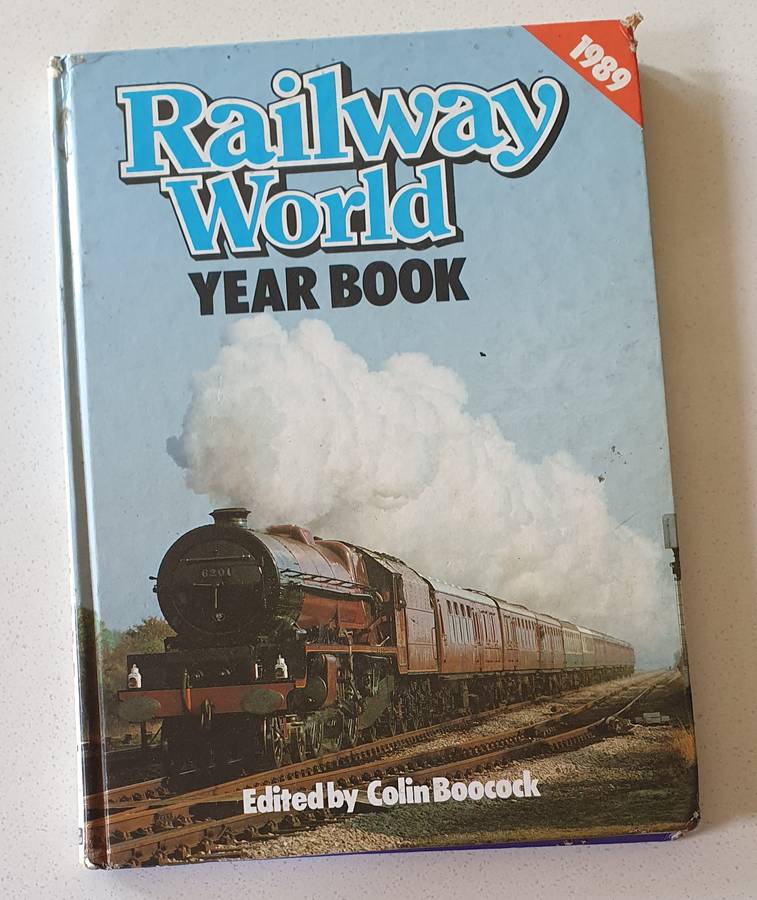 1989
Railway
World
YEAR BOOK
6201
Edited by Colin Boocock